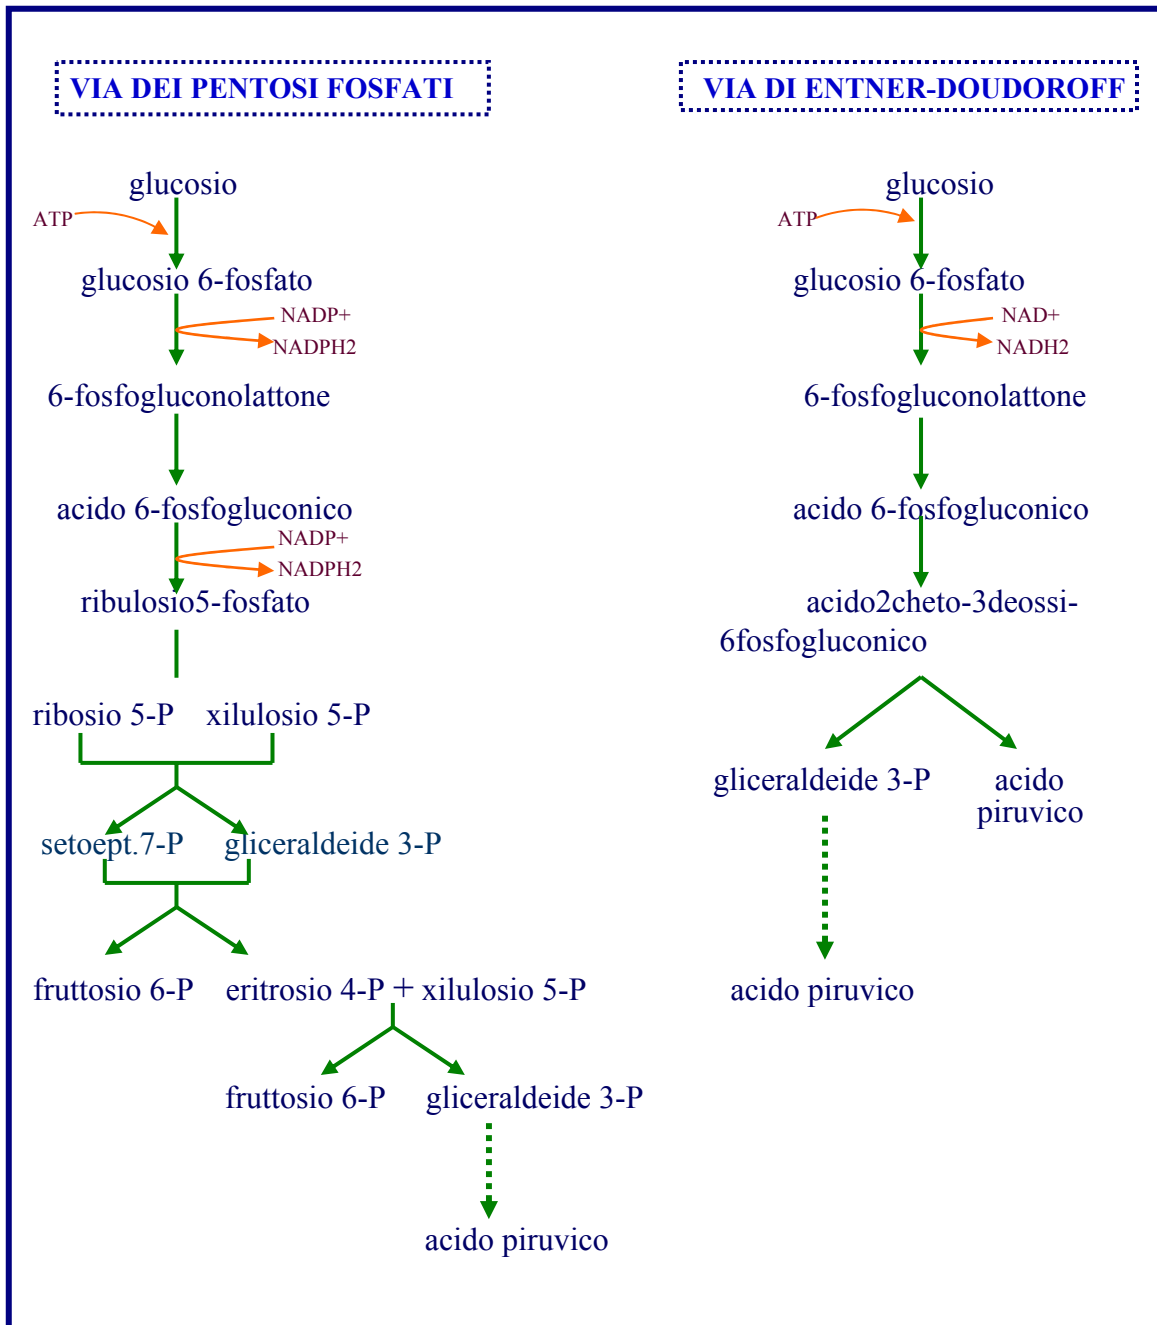 VIA DEI PENTOSI FOSFATI
glucosio
ATP
glucosio 6-fosfato
NADP+
NADPH2
6-fosfogluconolattone
acido 6-fosfogluconico
NADP+
NADPH2
ribulosio5-fosfato
ribosio 5-P xilulosio 5-P
setoept.7-P gliceraldeide 3-P
fruttosio 6-P eritrosio 4-P + xilulosio 5-P
fruttosio 6-P gliceraldeide 3-P
acido piruvico
VIA DI ENTNER-DOUDOROFF
glucosio
ATP
glucosio 6-fosfato
NAD+
NADH2
6-fosfogluconolattone
acido 6-fosfogluconico
acido2cheto-3deossi-
6fosfogluconico
gliceraldeide 3-P
acido
piruvico
acido piruvico